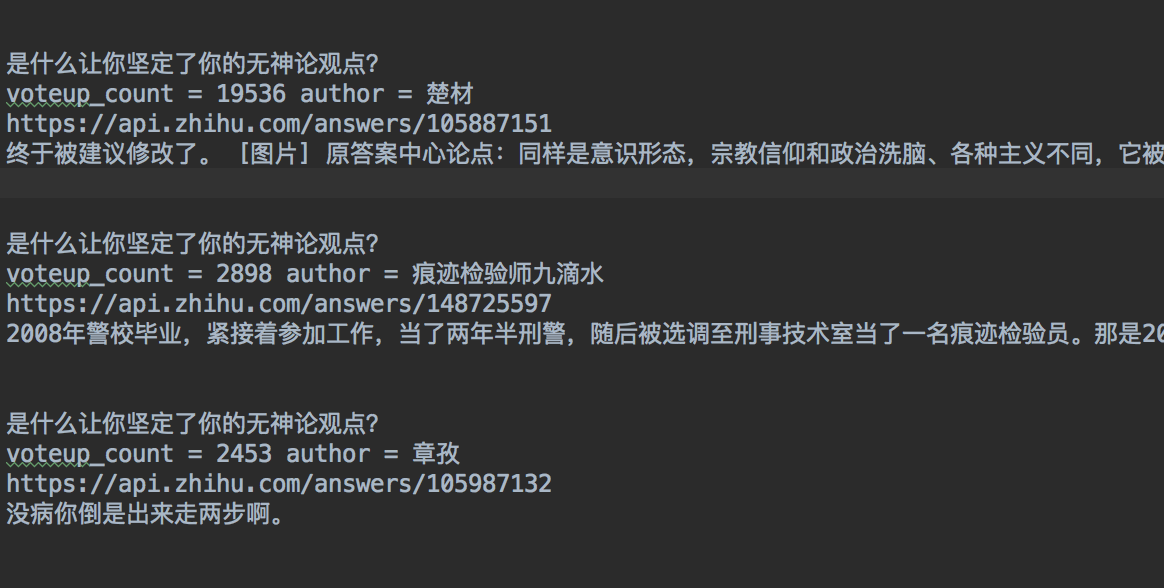 是什么让你坚定了你的无神论观点?
voteup_count = 19536 author = 楚材
https://api.zhihu.com/answers/105887151
终于被建议修改了。 [图片] 原答案中心论点：同样是意识形态，宗教信仰和政治洗脑、各种主义不同，它被
是什么让你坚定了你的无神论观点?
voteup_count = 2898 author = 痕迹检验师九滴水
https://api.zhihu.com/answers/148725597
2008年警校毕业，紧接着参加工作，当了两年半刑警，随后被选调至刑事技术室当了一名痕迹检验员。那是20
是什么让你坚定了你的无神论观点?
voteup_count = 2453 author = 章孜
https://api.zhihu.com/answers/105987132
没病你倒是出来走两步啊。